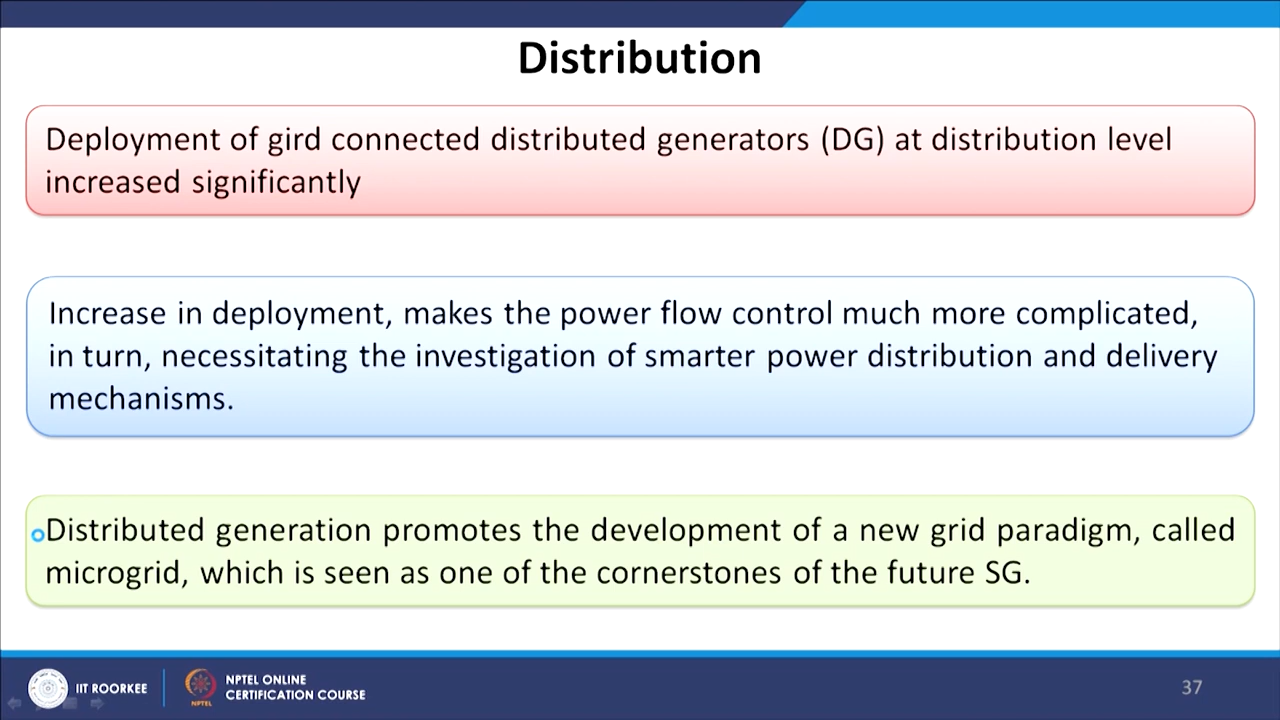 Distribution
Deployment of gird connected distributed generators (DG) at distribution level
increased significantly
Increase in deployment, makes the power flow control much more complicated,
in turn, necessitating the investigation of smarter power distribution and delivery
mechanisms.
Distributed generation promotes the development of a new grid paradigm, called
microgrid, which is seen as one of the cornerstones of the future SG.
IIT ROORKEE
NPTEL
NPTEL ONLINE
CERTIFICATION COURSE
37